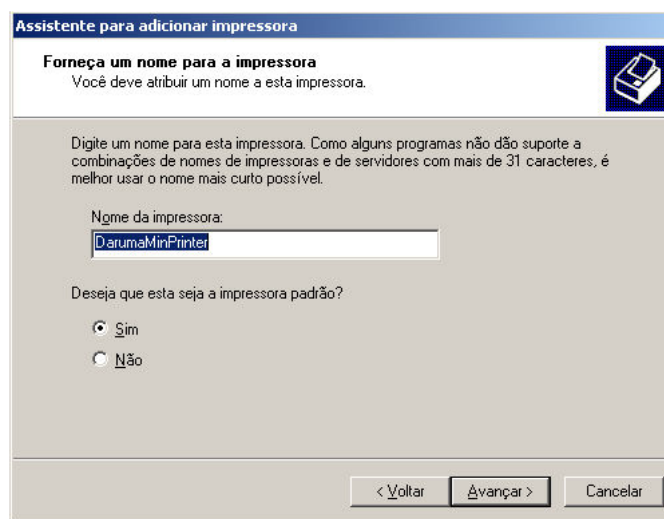 Assistente para adicionar impressora
Forneça um nome para a impressora
Você deve atribuir um nome a esta impressora.
Digite um nome para esta impressora. Como alguns programas não dão suporte a
combinações de nomes de impressoras e de servidores com mais de 31 caracteres, é
melhor usar o nome mais curto possível.
Nome da impressora:
DarumaMinPrinter
Deseja que esta seja a impressora padrão?
Sim
Não
< Voltar Avançar > Cancelar